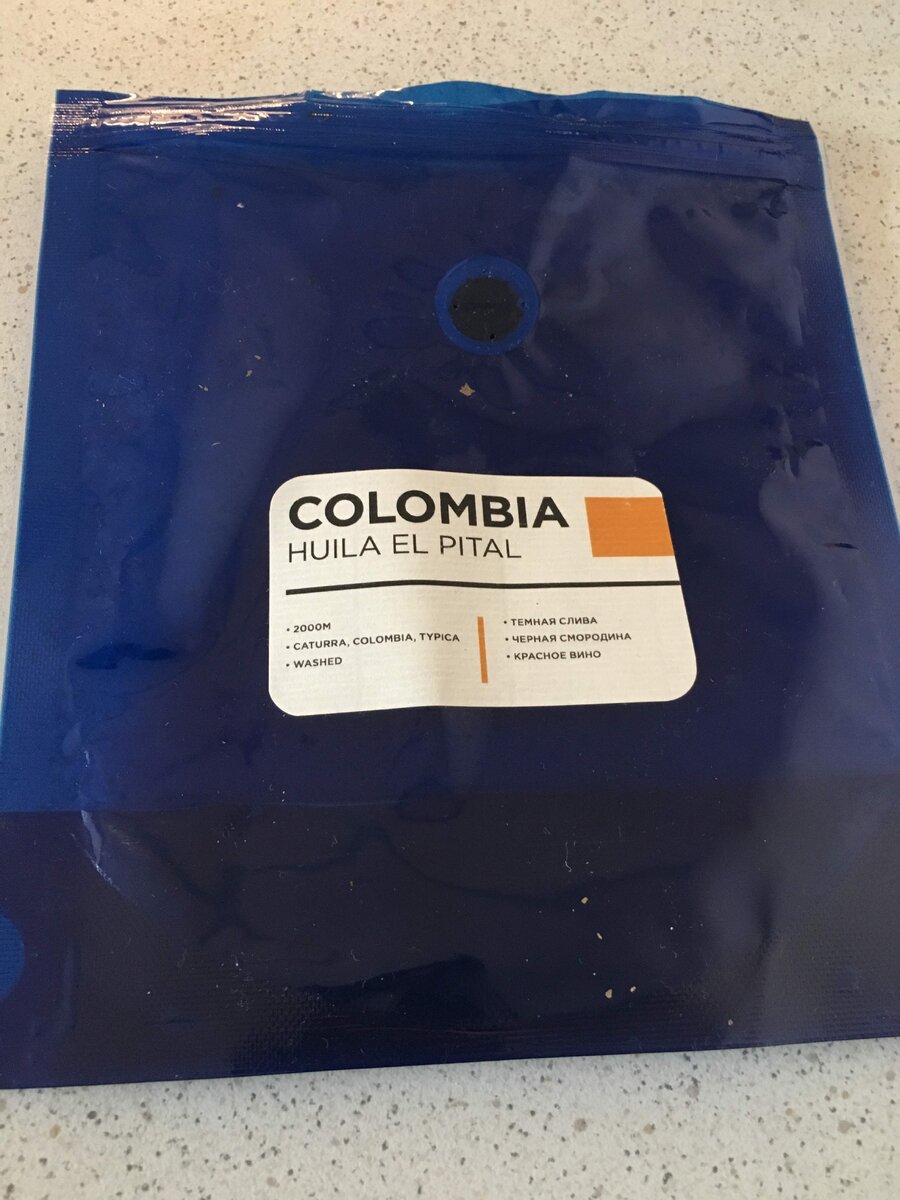 COLOMBIA
HUILA EL PITAL
• 2000M
• CATURRA, COLOMBIA, TYPICA
• WASHED
• ТЕМНАЯ СЛИВА
• ЧЕРНАЯ СМОРОДИНА
• КРАСНОЕ ВИНО